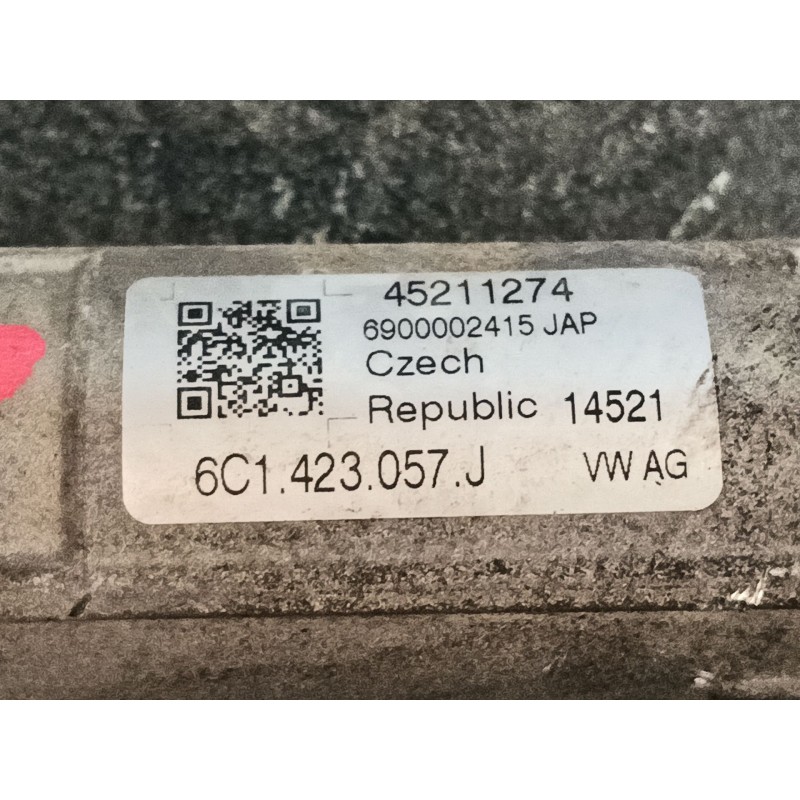 45211274
6900002415 JAP
Czech
Republic 14521
6C1.423.057.J VW AG